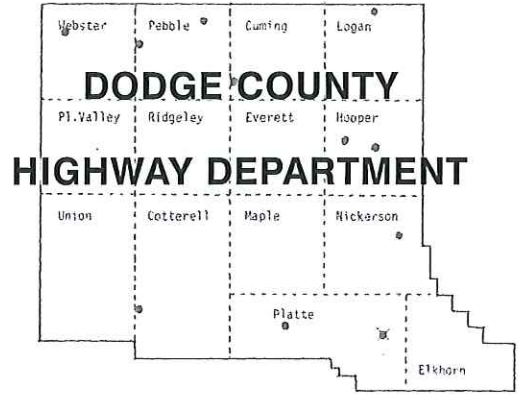 Webster Pebble Cuming Logan
DODGE COUNTY
Pl.Valley Ridgeley Everett Hooper
HIGHWAY DEPARTMENT
Union Cotterell Maple Nickerson
Platte
Elkhorn